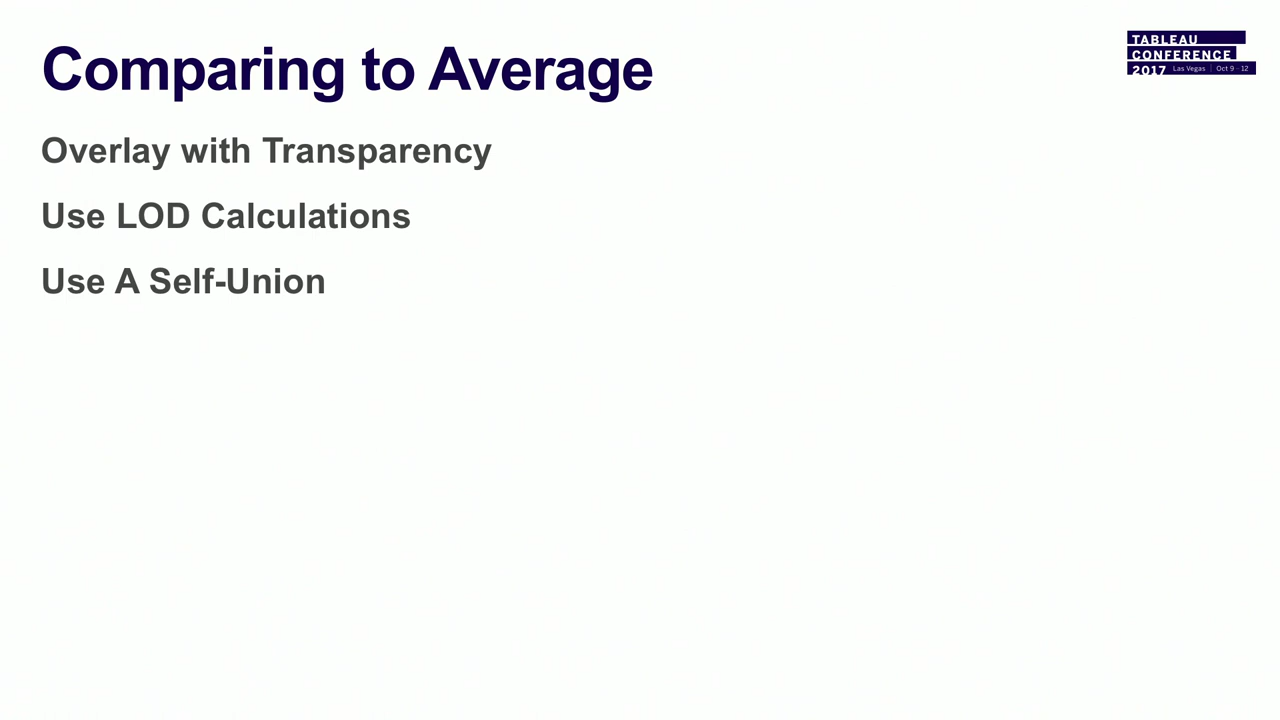 Comparing to Average
TABLEAU
CONFERENCE
2017 Las Vegas | Oct 9 - 12
Overlay with Transparency
Use LOD Calculations
Use A Self-Union